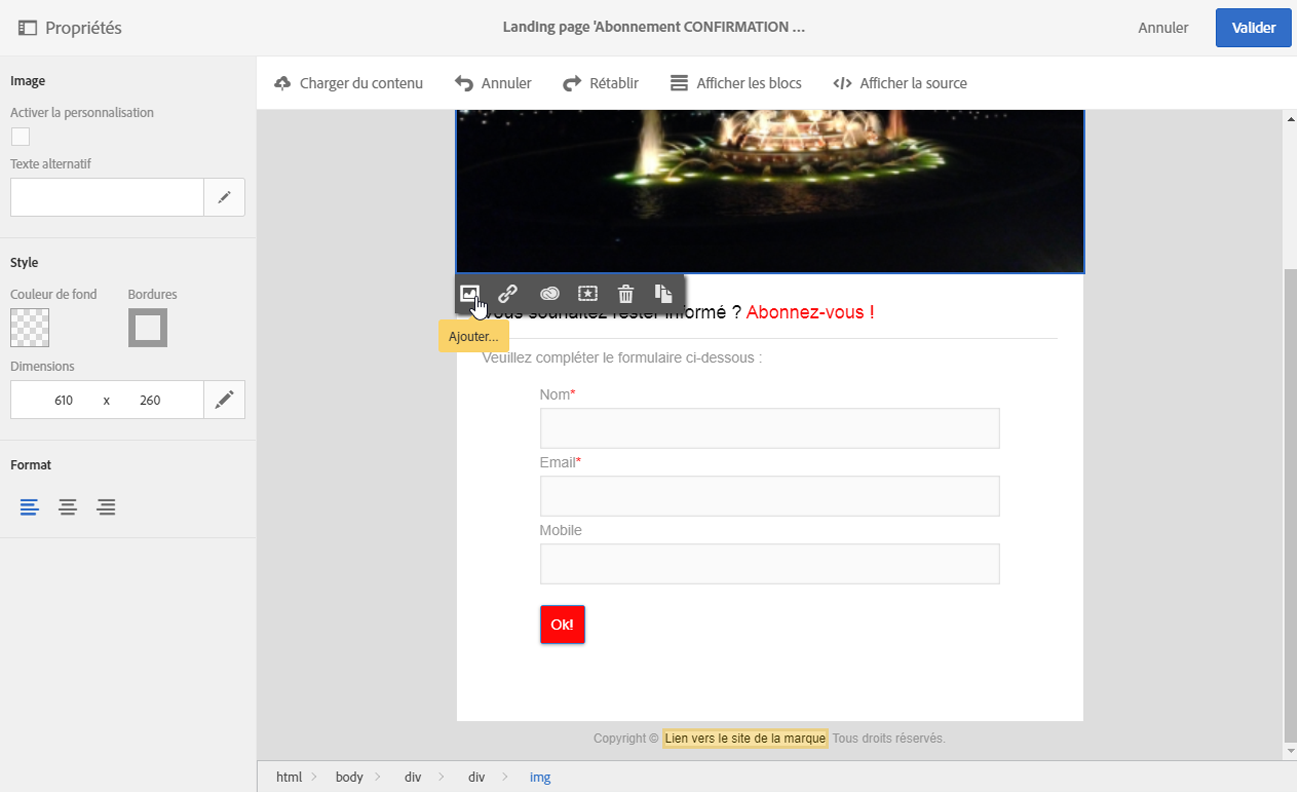 Propriétés
Landing page 'Abonnement CONFIRMATION ...
Annuler
Valider
Image
Activer la personnalisation
Texte alternatif
Style
Couleur de fond
Bordures
Dimensions
610 x 260
Format
Charger du contenu
Annuler
Rétablir
Afficher les blocs
</> Afficher la source
souhaitez rester informé ? Abonnez-vous !
Ajouter...
Veuillez compléter le formulaire ci-dessous :
Nom*
Email*
Mobile
Ok!
Copyright © Lien vers le site de la marque Tous droits réservés.
html > body > div > div > img